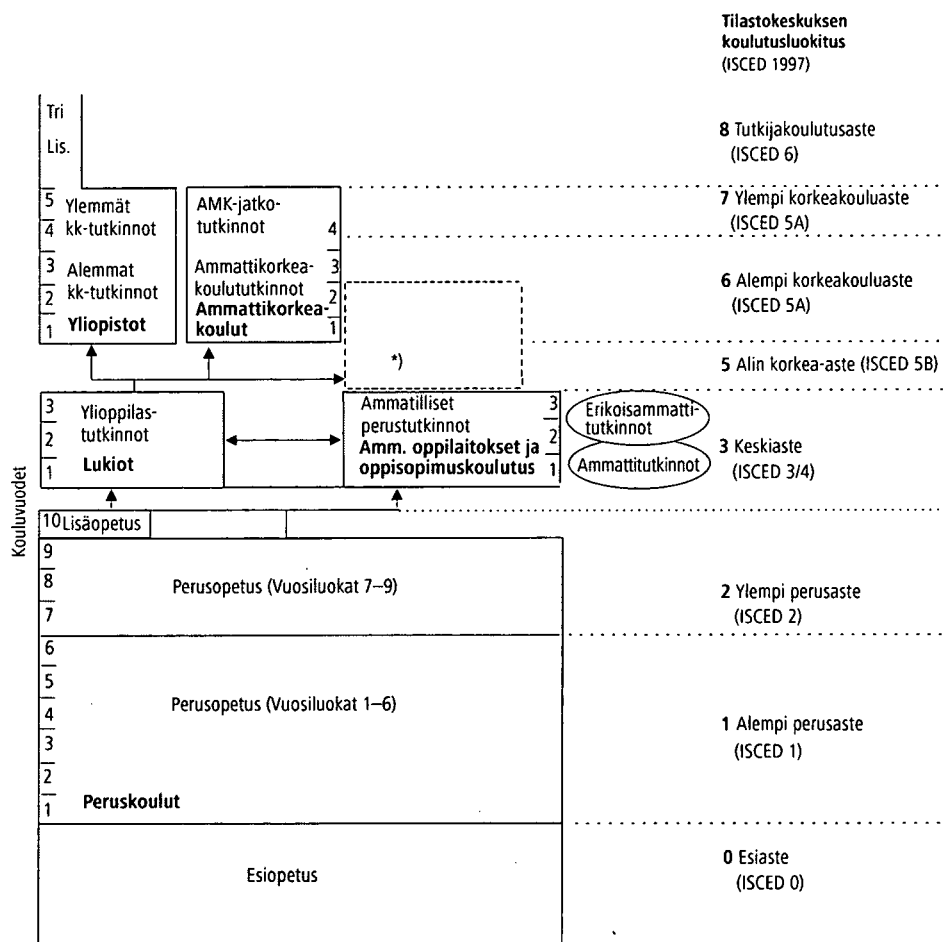 Tilastokeskuksen
koulutusluokitus
(ISCED 1997)
Tri
Lis.
8 Tutkijakoulutusaste
(ISCED 6)
5
4
3
2
1
Ylemmät
kk-tutkinnot
Alemmat
kk-tutkinnot
Yliopistot
AMK-jatko-
tutkinnot
4
Ammattikorkea-
koulututkinnot
Ammattikorkea-
koulut
3
2
1
7 Ylempi korkeakouluaste
(ISCED 5A)
6 Alempi korkeakouluaste
(ISCED 5A)
*)
5 Alin korkea-aste (ISCED 5B)
3
2
1
Ylioppilas-
tutkinnot
Lukiot
Ammatilliset
perustutkinnot
Amm. oppilaitokset ja
oppisopimuskoulutus
3
2
1
Erikoisammatti-
tutkinnot
Ammattitutkinnot
3 Keskiaste
(ISCED 3/4)
Kouluvuodet
10 Lisäopetus
9
8
7
Perusopetus (Vuosiluokat 7–9)
2 Ylempi perusaste
(ISCED 2)
6
5
4
3
2
1
Perusopetus (Vuosiluokat 1–6)
Peruskoulut
1 Alempi perusaste
(ISCED 1)
Esiopetus
0 Esiaste
(ISCED 0)